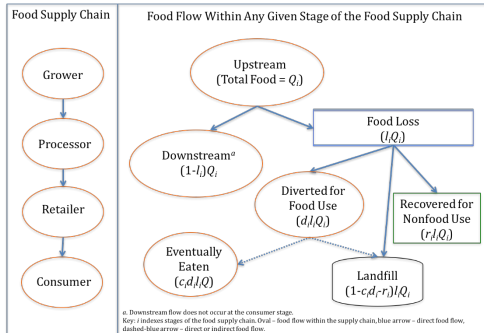 Food Supply Chain
Grower
Processor
Retailer
Consumer
Food Flow Within Any Given Stage of the Food Supply Chain
Upstream
(Total Food = Qᵢ)
Food Loss
(lᵢQᵢ)
Downstreamᵃ
(1-lᵢ)Qᵢ
Diverted for
Food Use
(dᵢlᵢQᵢ)
Recovered for
Nonfood Use
(rᵢlᵢQᵢ)
Eventually
Eaten
(cᵢdᵢlᵢQ)
Landfill
(1-cᵢdᵢ-rᵢ)lᵢQᵢ
a. Downstream flow does not occur at the consumer stage.
Key: i indexes stages of the food supply chain. Oval – food flow within the supply chain, blue arrow – direct food flow,
dashed-blue arrow – direct or indirect food flow.